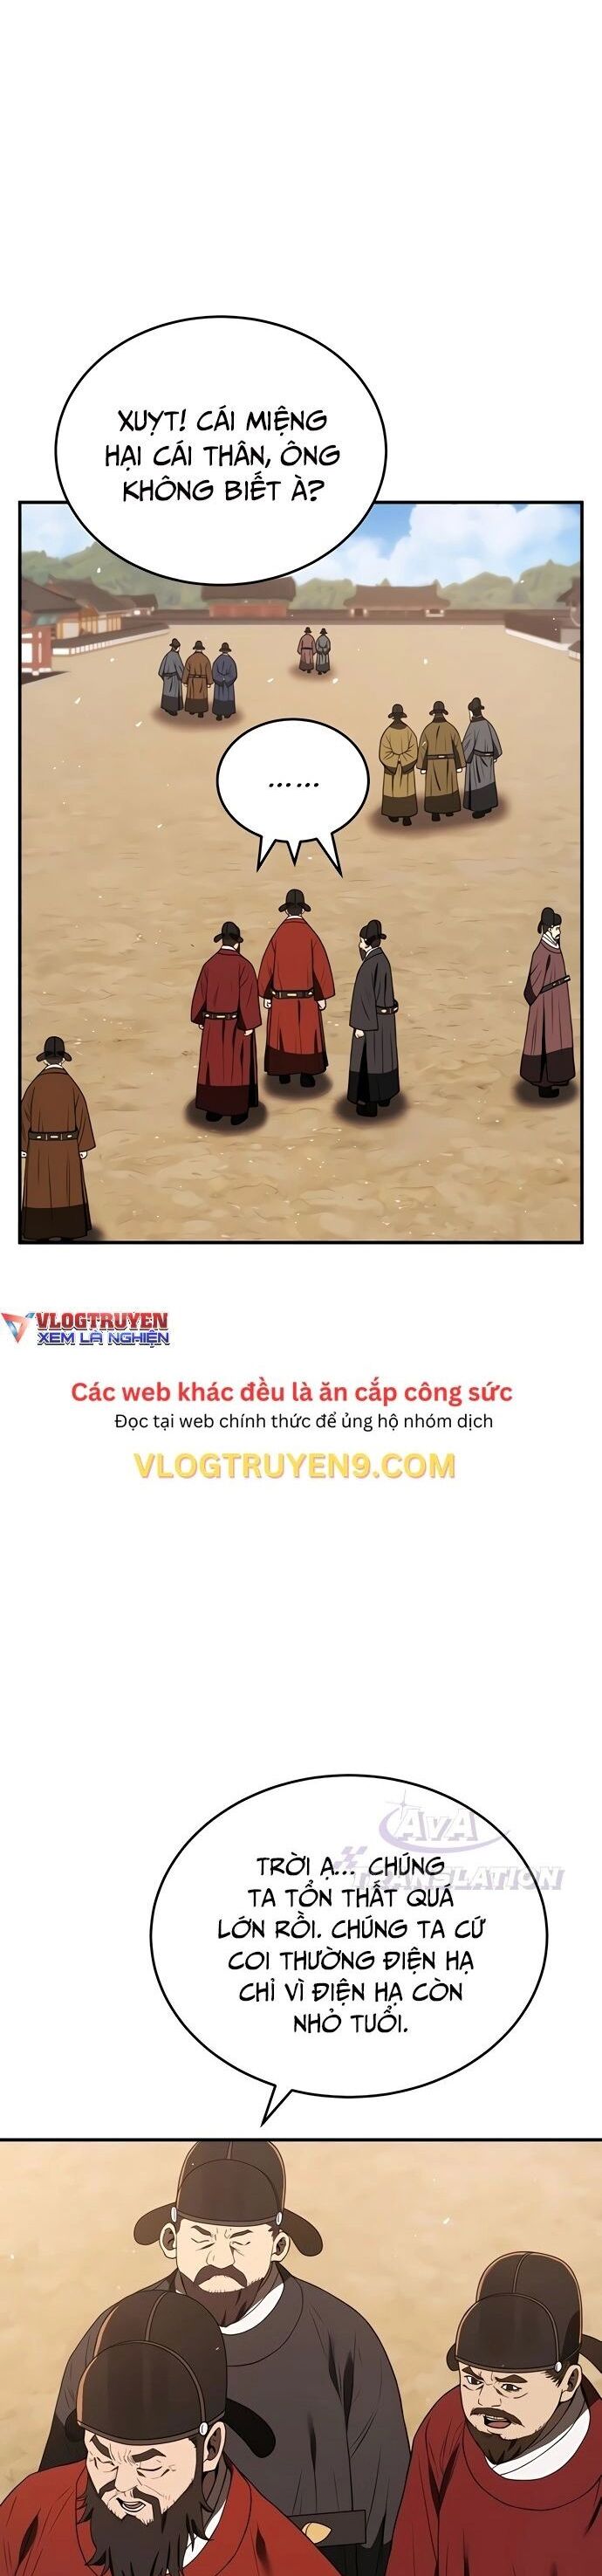 XUỴT! CÁI MIỆNG
HẠI CÁI THÂN, ÔNG
KHÔNG BIẾT À?
......
VLOGTRUYEN
XEM LÀ NGHIỆN
Các web khác đều là ăn cắp công sức
Đọc tại web chính thức để ủng hộ nhóm dịch
VLOGTRUYEN9.COM
AVA
TRANSLATION
TRỜI Ạ... CHÚNG
TA TỔN THẤT QUÁ
LỚN RỒI. CHÚNG TA CỨ
COI THƯỜNG ĐIỆN HẠ
CHỈ VÌ ĐIỆN HẠ CÒN
NHỎ TUỔI.